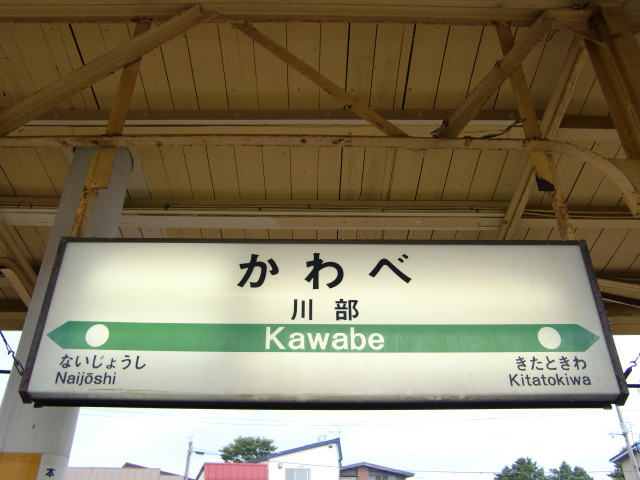 かわべ
川部
Kawabe
ないじょうし
Naijōshi
きたときわ
Kitatokiwa
本